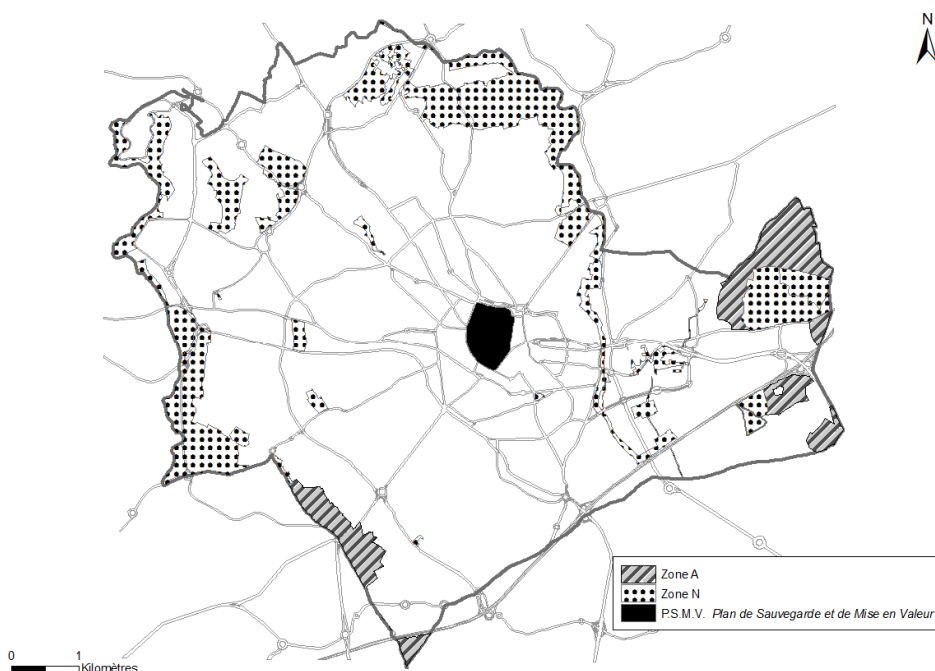 N
Zone A
Zone N
P.S.M.V. Plan de Sauvegarde et de Mise en Valeur
0 1
Kilomètres